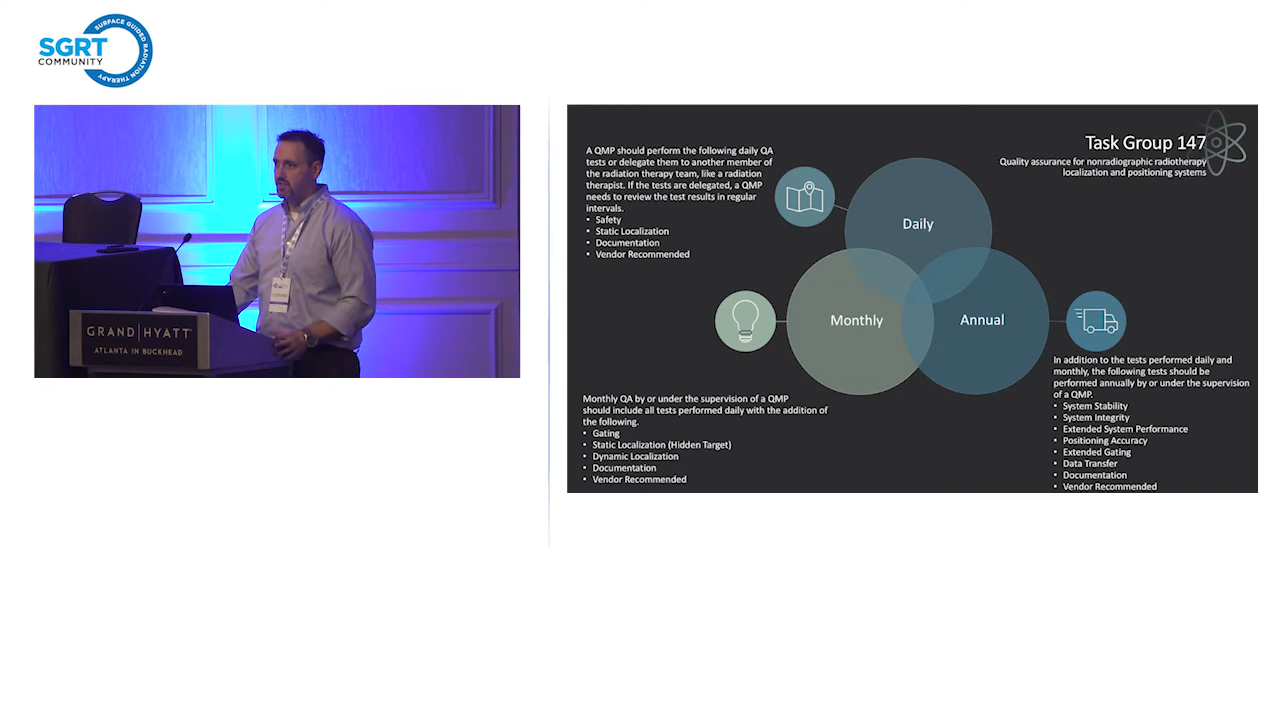 SURFACE GUIDED RADIATION THERAPY
SGRT
COMMUNITY
GRAND HYATT
ATLANTA IN BUCKHEAD
Task Group 147
Quality assurance for nonradiographic radiotherapy
localization and positioning systems
A QMP should perform the following daily QA
tests or delegate them to another member of
the radiation therapy team, like a radiation
therapist. If the tests are delegated, a QMP
needs to review the test results in regular
intervals.
• Safety
• Static Localization
• Documentation
• Vendor Recommended
Daily
Monthly
Annual
Monthly QA by or under the supervision of a QMP
should include all tests performed daily with the addition of
the following.
• Gating
• Static Localization (Hidden Target)
• Dynamic Localization
• Documentation
• Vendor Recommended
In addition to the tests performed daily and
monthly, the following tests should be
performed annually by or under the supervision
of a QMP.
• System Stability
• System Integrity
• Extended System Performance
• Positioning Accuracy
• Extended Gating
• Data Transfer
• Documentation
• Vendor Recommended